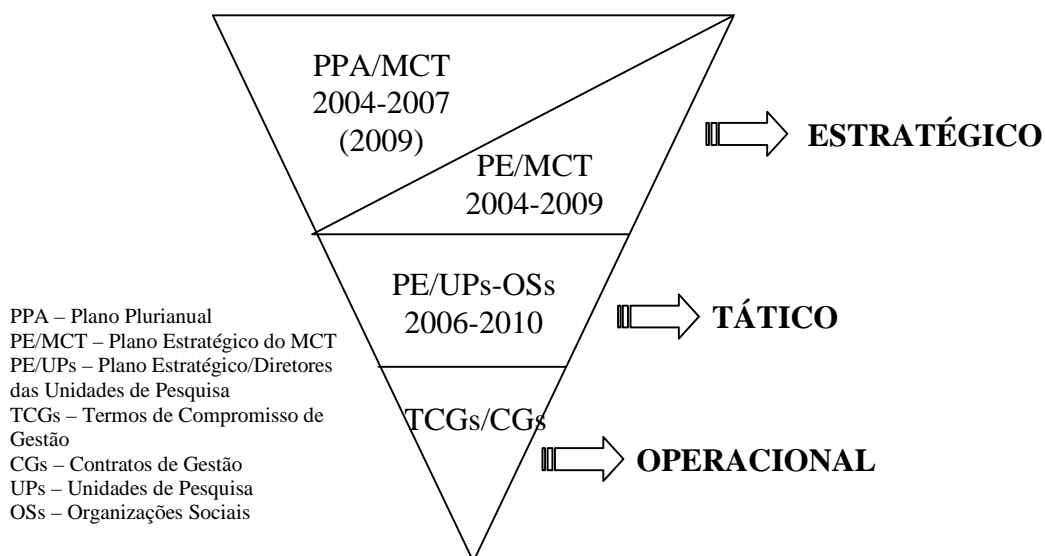 PPA/MCT
2004-2007
(2009)
PE/MCT
2004-2009
ESTRATÉGICO
PE/UPs-OSs
2006-2010
TÁTICO
TCGs/CGs
OPERACIONAL
PPA – Plano Plurianual
PE/MCT – Plano Estratégico do MCT
PE/UPs – Plano Estratégico/Diretores
das Unidades de Pesquisa
TCGs – Termos de Compromisso de
Gestão
CGs – Contratos de Gestão
UPs – Unidades de Pesquisa
OSs – Organizações Sociais